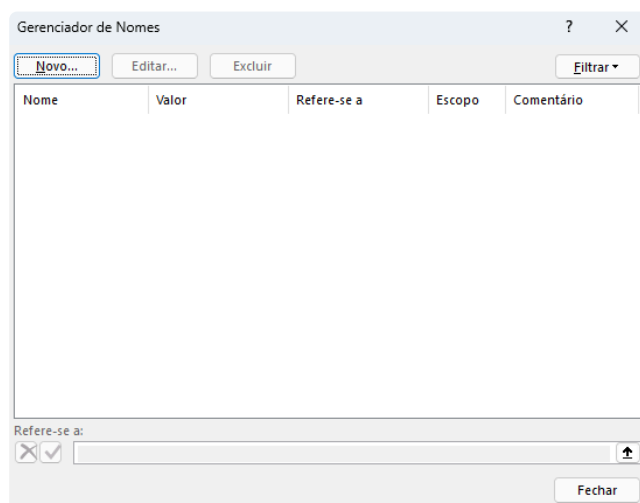 Gerenciador de Nomes ?
Novo... Editar... Excluir Filtrar
Nome Valor Refere-se a Escopo Comentário
Refere-se a:
Fechar